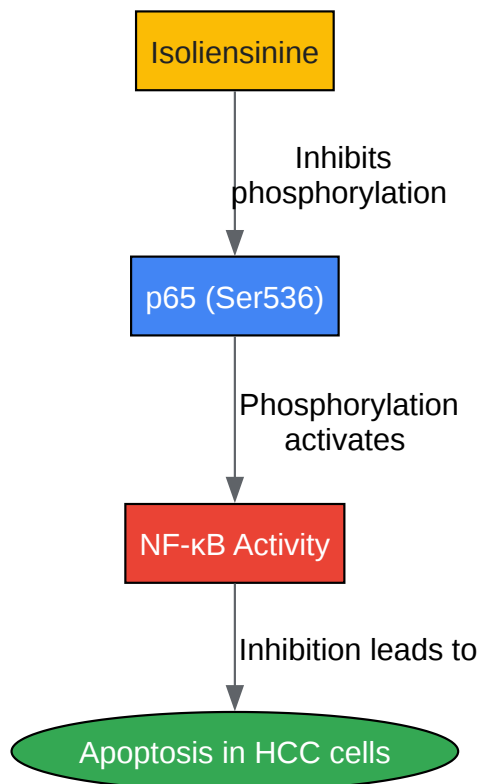 Isoliensinine
Inhibits
phosphorylation
p65 (Ser536)
Phosphorylation
activates
NF-κB Activity
Inhibition leads to
Apoptosis in HCC cells